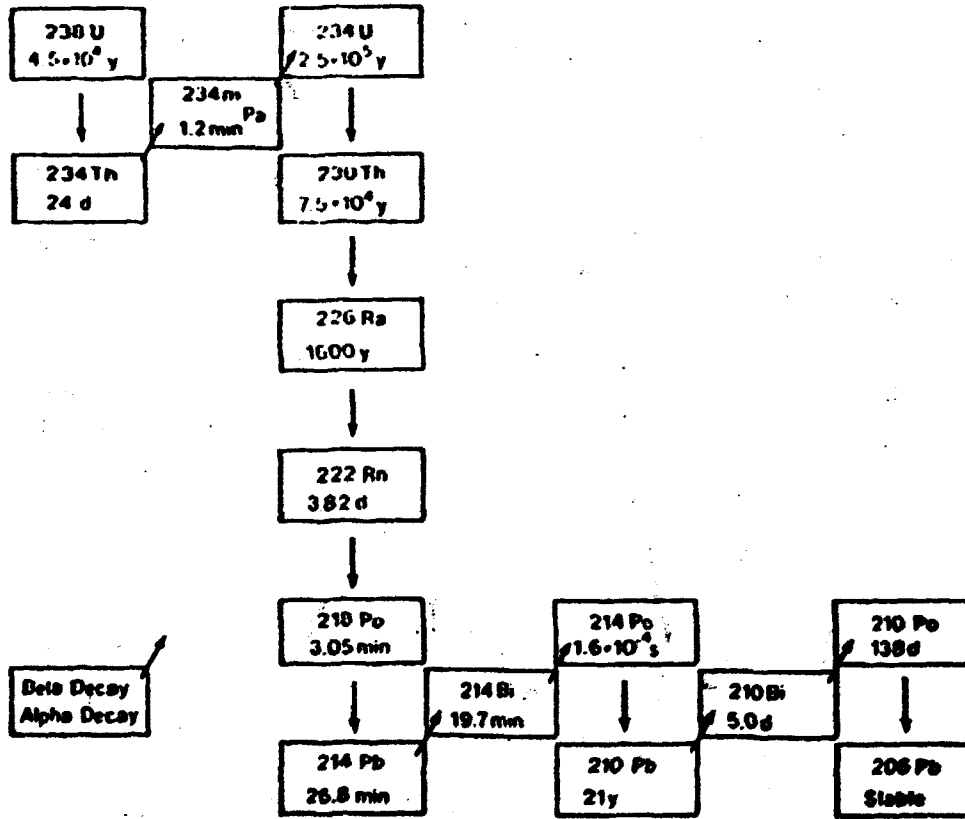 238 U
4.5•10⁹ y
234 U
2.5•10⁵ y
234m
Pa
1.2 min
234 Th
24 d
230 Th
7.5•10⁴ y
226 Ra
1600 y
222 Rn
3.82 d
218 Po
3.05 min
214 Po
1.6•10⁻⁴ s
210 Po
138 d
Beta Decay
Alpha Decay
214 Bi
19.7 min
210 Bi
5.0 d
214 Pb
26.8 min
210 Pb
21 y
206 Pb
Stable